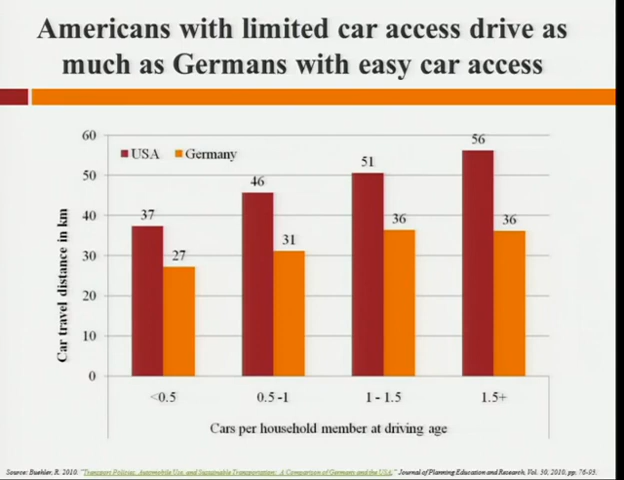 Americans with limited car access drive as
much as Germans with easy car access
60
50
40
30
20
10
0
USA
Germany
37
27
46
31
51
36
56
36
Car travel distance in km
<0.5
0.5 -1
1 - 1.5
1.5+
Cars per household member at driving age
Source: Buehler, R. 2010. "Transport Policies, Automobile Use, and Sustainable Transportation: A Comparison of Germany and the USA," Journal of Planning Education and Research, Vol. 30, 2010, pp. 76-93.